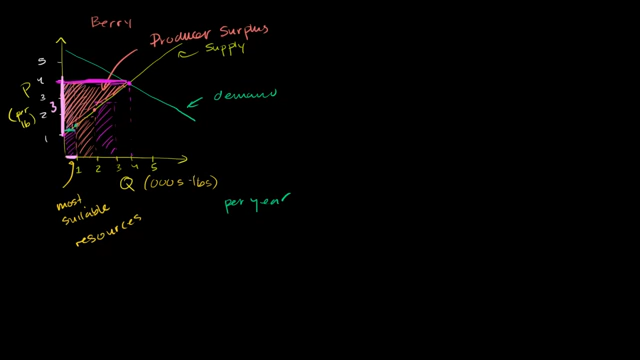 Berry
Producer Surplus
Supply
5
4
P
3
3
(per lb)
2
1
demand
1 2 3 4 5
Q (000s-lbs)
per year
most
suitable
resources